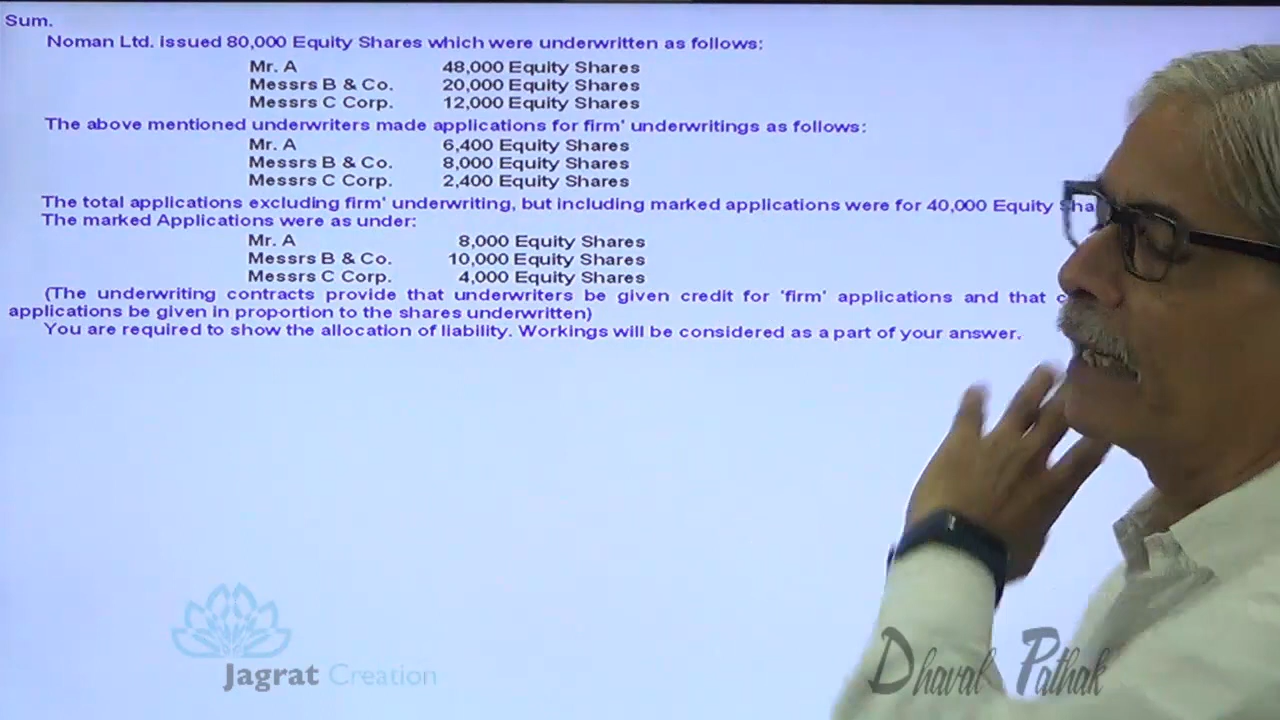 Sum.
Noman Ltd. issued 80,000 Equity Shares which were underwritten as follows:
Mr. A 48,000 Equity Shares
Messrs B & Co. 20,000 Equity Shares
Messrs C Corp. 12,000 Equity Shares
The above mentioned underwriters made applications for firm' underwritings as follows:
Mr. A 6,400 Equity Shares
Messrs B & Co. 8,000 Equity Shares
Messrs C Corp. 2,400 Equity Shares
The total applications excluding firm' underwriting, but including marked applications were for 40,000 Equity
The marked Applications were as under:
Mr. A 8,000 Equity Shares
Messrs B & Co. 10,000 Equity Shares
Messrs C Corp. 4,000 Equity Shares
(The underwriting contracts provide that underwriters be given credit for 'firm' applications and that
applications be given in proportion to the shares underwritten)
You are required to show the allocation of liability. Workings will be considered as a part of your answer.
Jagrat Creation
Dhaval Pathak